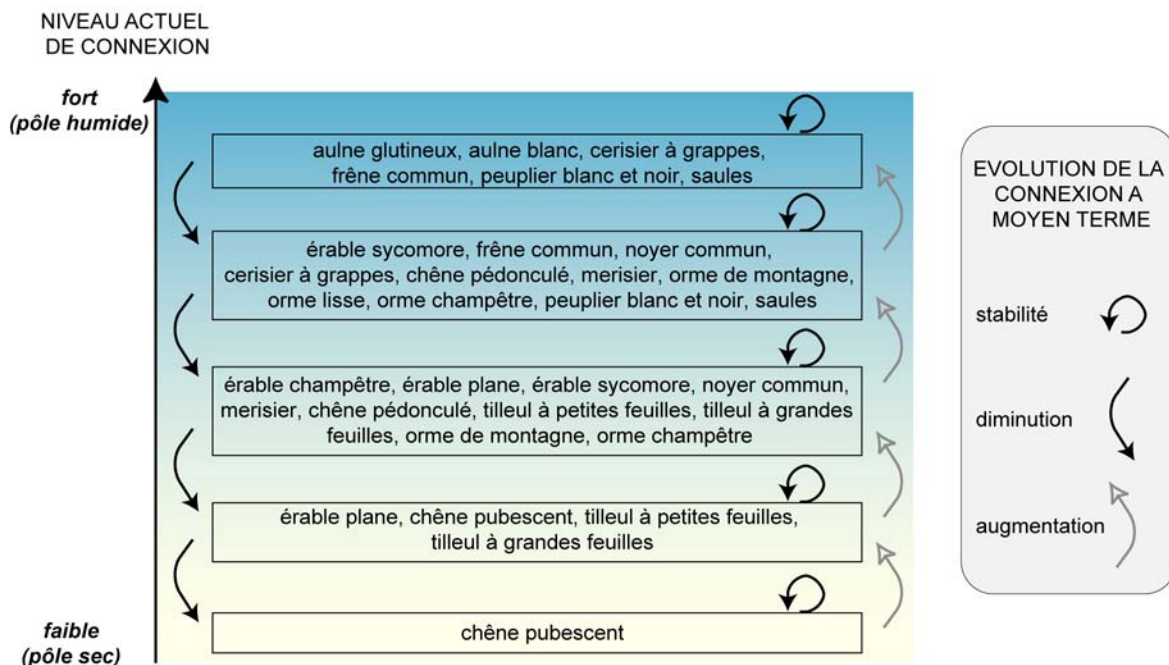 NIVEAU ACTUEL
DE CONNEXION
fort
(pôle humide)
aulne glutineux, aulne blanc, cerisier à grappes,
frêne commun, peuplier blanc et noir, saules
érable sycomore, frêne commun, noyer commun,
cerisier à grappes, chêne pédonculé, merisier, orme de montagne,
orme lisse, orme champêtre, peuplier blanc et noir, saules
érable champêtre, érable plane, érable sycomore, noyer commun,
merisier, chêne pédonculé, tilleul à petites feuilles, tilleul à grandes
feuilles, orme de montagne, orme champêtre
érable plane, chêne pubescent, tilleul à petites feuilles,
tilleul à grandes feuilles
chêne pubescent
faible
(pôle sec)
EVOLUTION DE LA
CONNEXION A
MOYEN TERME
stabilité
diminution
augmentation